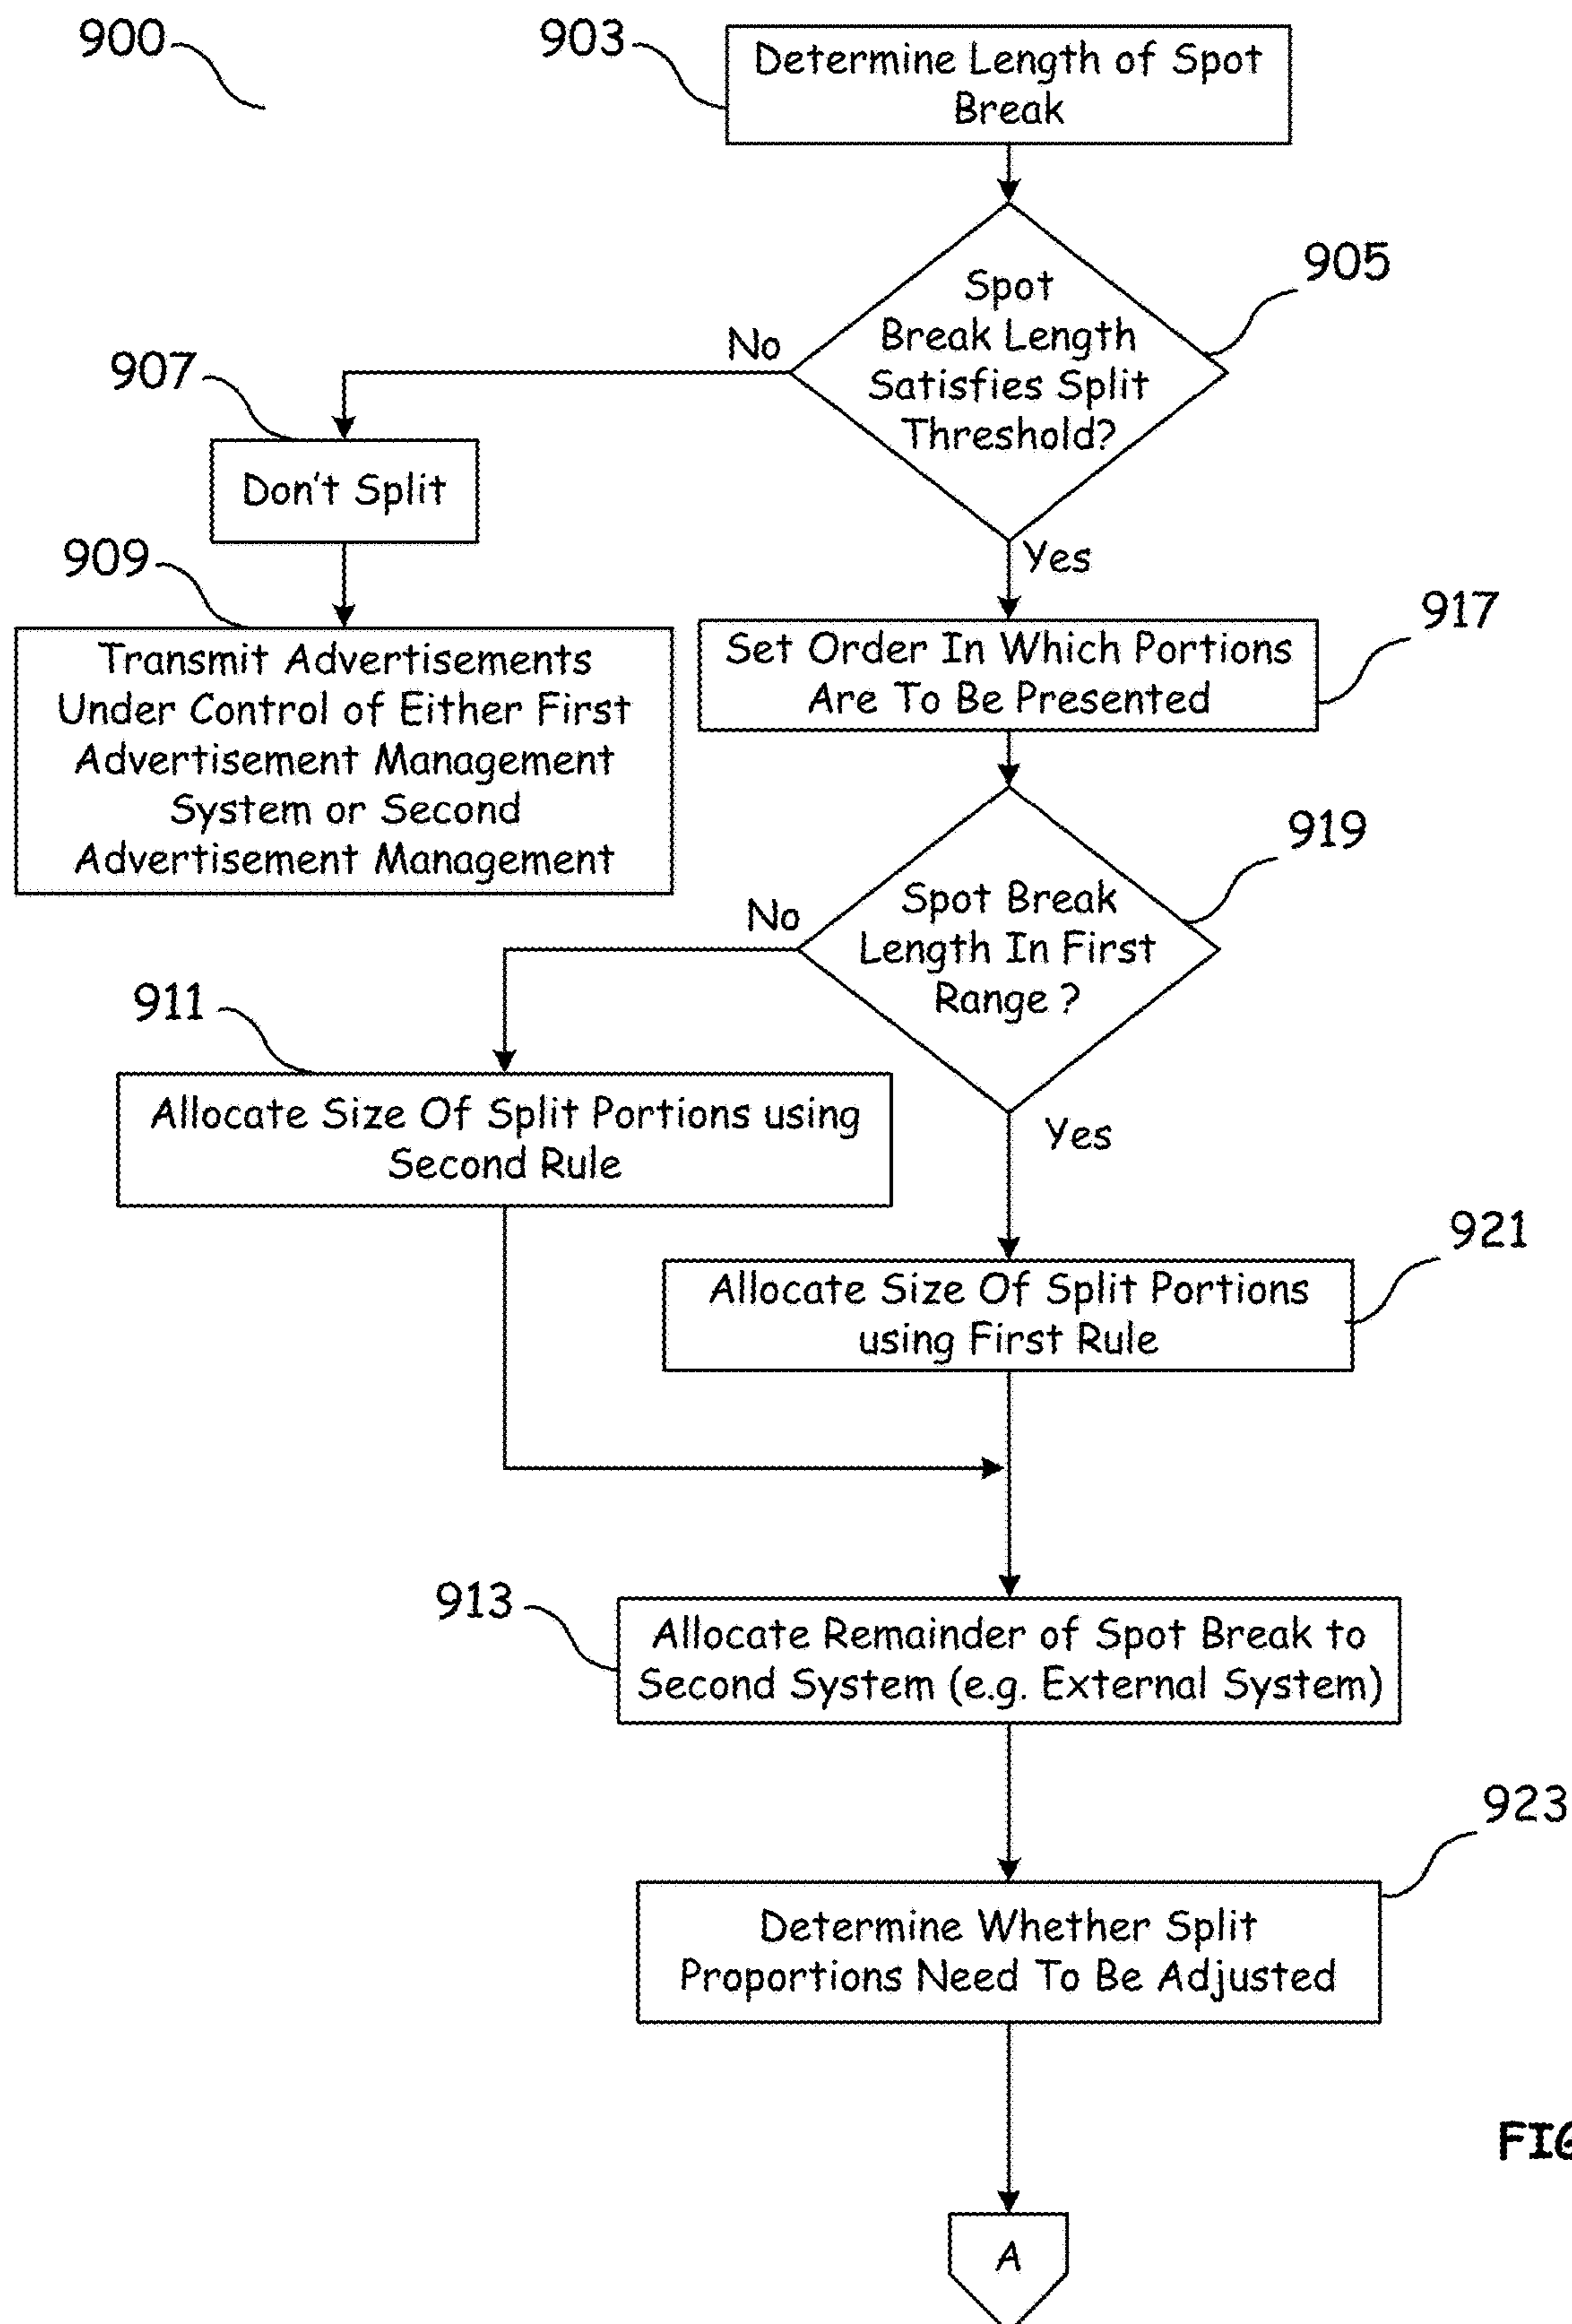 900
903
Determine Length of Spot
Break
905
Spot
Break Length
Satisfies Split
Threshold?
No
907
Don't Split
Yes
909
Transmit Advertisements
Under Control of Either First
Advertisement Management
System or Second
Advertisement Management
917
Set Order In Which Portions
Are To Be Presented
919
Spot Break
Length In First
Range ?
No
911
Allocate Size Of Split Portions using
Second Rule
Yes
921
Allocate Size Of Split Portions
using First Rule
913
Allocate Remainder of Spot Break to
Second System (e.g. External System)
923
Determine Whether Split
Proportions Need To Be Adjusted
A